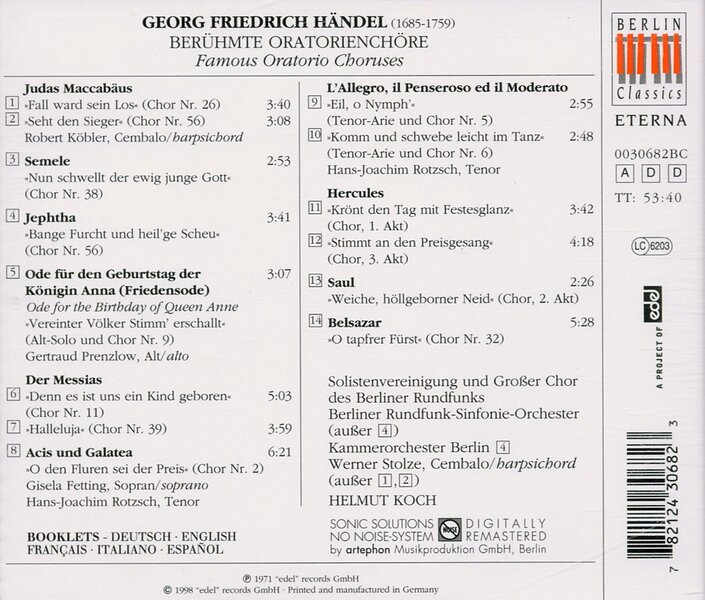 GEORG FRIEDRICH HÄNDEL (1685-1759)
BERÜHMTE ORATORIENCHÖRE
Famous Oratorio Choruses
Judas Maccabäus
1 »Fall ward sein Los« (Chor Nr. 26) 3:40
2 »Seht den Sieger« (Chor Nr. 56) 3:08
Robert Köbler, Cembalo/harpsichord
3 Semele 2:53
»Nun schwellt der ewig junge Gott«
(Chor Nr. 38)
4 Jephtha 3:41
»Bange Furcht und heil'ge Scheu«
(Chor Nr. 56)
5 Ode für den Geburtstag der 3:07
Königin Anna (Friedensode)
Ode for the Birthday of Queen Anne
»Vereinter Völker Stimm' erschallt«
(Alt-Solo und Chor Nr. 9)
Gertraud Prenzlow, Alt/alto
Der Messias
6 »Denn es ist uns ein Kind geboren« 5:03
(Chor Nr. 11)
7 »Halleluja« (Chor Nr. 39) 3:59
8 Acis und Galatea 6:21
»O den Fluren sei der Preis« (Chor Nr. 2)
Gisela Fetting, Sopran/soprano
Hans-Joachim Rotzsch, Tenor
BOOKLETS – DEUTSCH · ENGLISH
FRANÇAIS · ITALIANO · ESPAÑOL
L'Allegro, il Penseroso ed il Moderato
9 »Eil, o Nymph'« 2:55
(Tenor-Arie und Chor Nr. 5)
10 »Komm und schwebe leicht im Tanz« 2:48
(Tenor-Arie und Chor Nr. 6)
Hans-Joachim Rotzsch, Tenor
Hercules
11 »Krönt den Tag mit Festesglanz« 3:42
(Chor, 1. Akt)
12 »Stimmt an den Preisgesang« 4:18
(Chor, 3. Akt)
13 Saul 2:26
»Weiche, höllgeborner Neid« (Chor, 2. Akt)
14 Belsazar 5:28
»O tapfrer Fürst« (Chor Nr. 32)
Solistenvereinigung und Großer Chor
des Berliner Rundfunks
Berliner Rundfunk-Sinfonie-Orchester
(außer 4)
Kammerorchester Berlin 4
Werner Stolze, Cembalo/harpsichord
(außer 1, 2)
HELMUT KOCH
SONIC SOLUTIONS NOISE DIGITALLY
NO NOISE-SYSTEM REMASTERED
by artephon Musikproduktion GmbH, Berlin
℗ 1971 "edel" records GmbH
© 1998 "edel" records GmbH · Printed and manufactured in Germany
BERLIN
Classics
ETERNA
0030682BC
A D D
TT: 53:40
LC 6203
A PROJECT OF edel
7 82124 30682 3